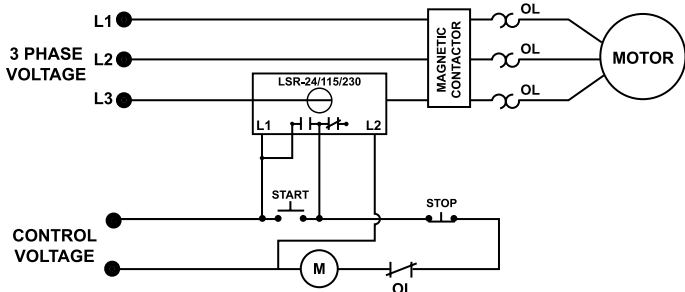 OL
L1
3 PHASE
VOLTAGE
L2
MAGNETIC
CONTACTOR
OL
MOTOR
LSR-24/115/230
L3
OL
L1
L2
START
STOP
CONTROL
VOLTAGE
M
OL